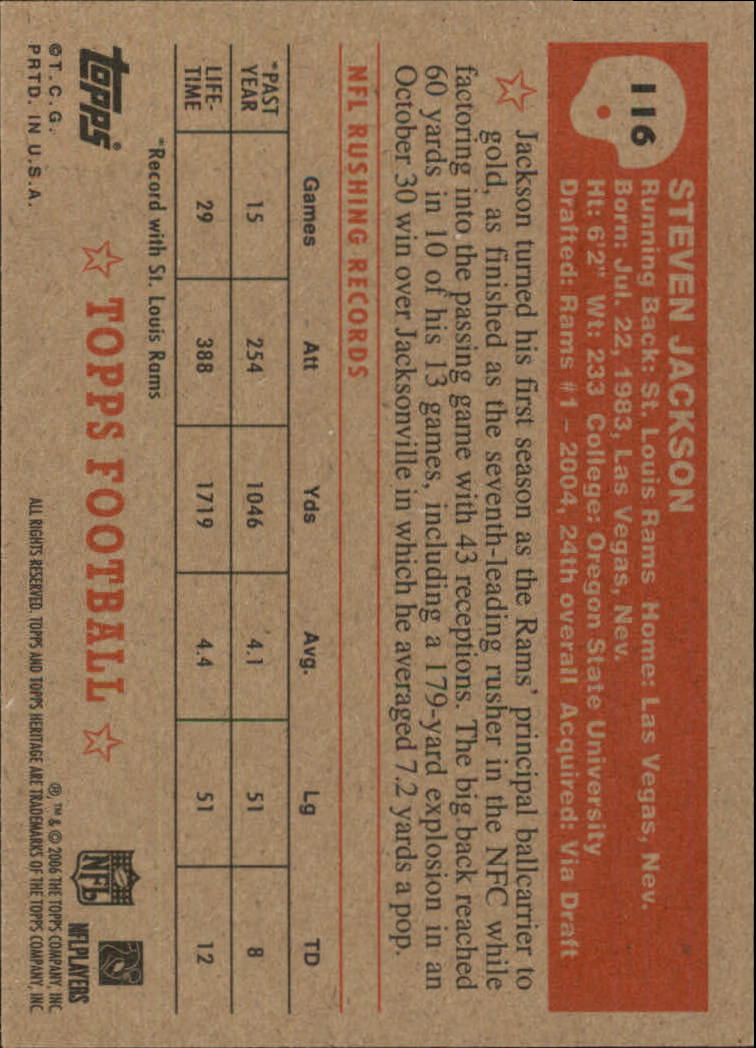 116
STEVEN JACKSON
Running Back: St. Louis Rams Home: Las Vegas, Nev.
Born: Jul. 22, 1983, Las Vegas, Nev.
Ht: 6'2" Wt: 233 College: Oregon State University
Drafted: Rams #1 – 2004, 24th overall Acquired: Via Draft
Jackson turned his first season as the Rams' principal ballcarrier to
gold, as finished as the seventh-leading rusher in the NFC while
factoring into the passing game with 43 receptions. The big back reached
60 yards in 10 of his 13 games, including a 179-yard explosion in an
October 30 win over Jacksonville in which he averaged 7.2 yards a pop.
NFL RUSHING RECORDS
Games Att Yds Avg. Lg TD
*PAST YEAR 15 254 1046 4.1 51 8
LIFE-TIME 29 388 1719 4.4 51 12
*Record with St. Louis Rams
topps®
TOPPS FOOTBALL
NFL
NFLPLAYERS
©T.C.G.
PRTD. IN U.S.A.
®, ™ & © 2006 THE TOPPS COMPANY, INC
ALL RIGHTS RESERVED. TOPPS AND TOPPS HERITAGE ARE TRADEMARKS OF THE TOPPS COMPANY, INC